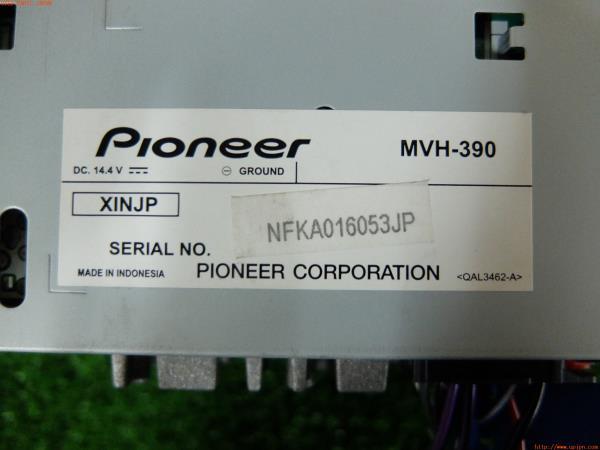 Pioneer
MVH-390
DC. 14.4 V
⊖ GROUND
XINJP
NFKA016053JP
SERIAL NO.
MADE IN INDONESIA
PIONEER CORPORATION
<QAL3462-A>